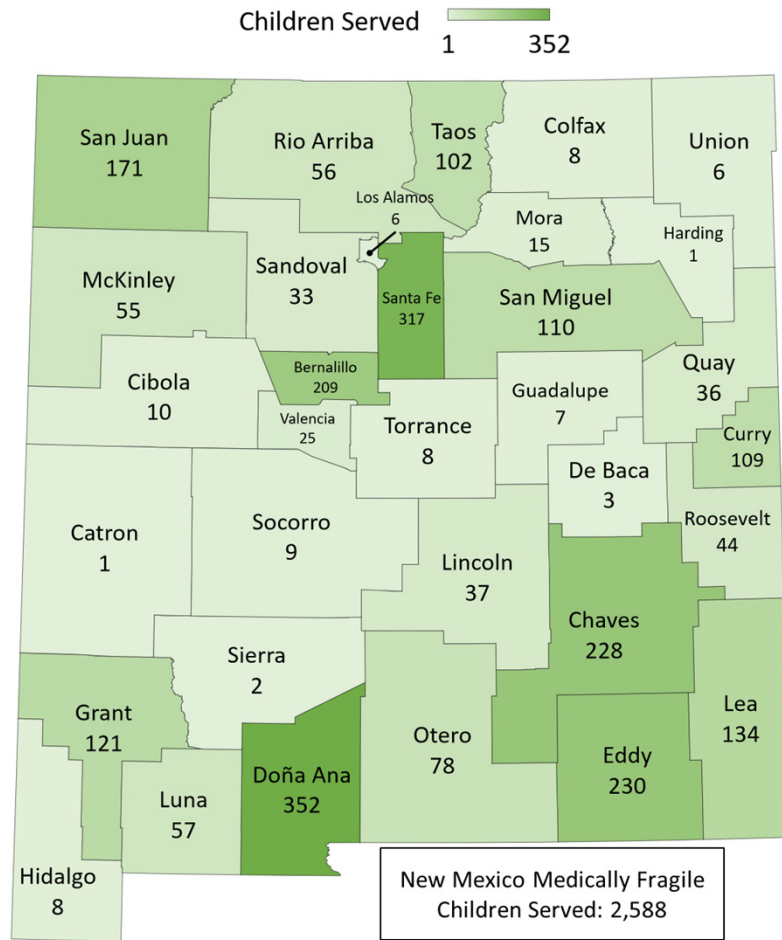 Children Served
1 352
San Juan
171
Rio Arriba
56
Taos
102
Colfax
8
Union
6
Los Alamos
6
Mora
15
Harding
1
McKinley
55
Sandoval
33
Santa Fe
317
San Miguel
110
Bernalillo
209
Cibola
10
Valencia
25
Torrance
8
Guadalupe
7
Quay
36
Curry
109
De Baca
3
Roosevelt
44
Catron
1
Socorro
9
Lincoln
37
Chaves
228
Sierra
2
Grant
121
Doña Ana
352
Otero
78
Eddy
230
Lea
134
Luna
57
Hidalgo
8
New Mexico Medically Fragile
Children Served: 2,588